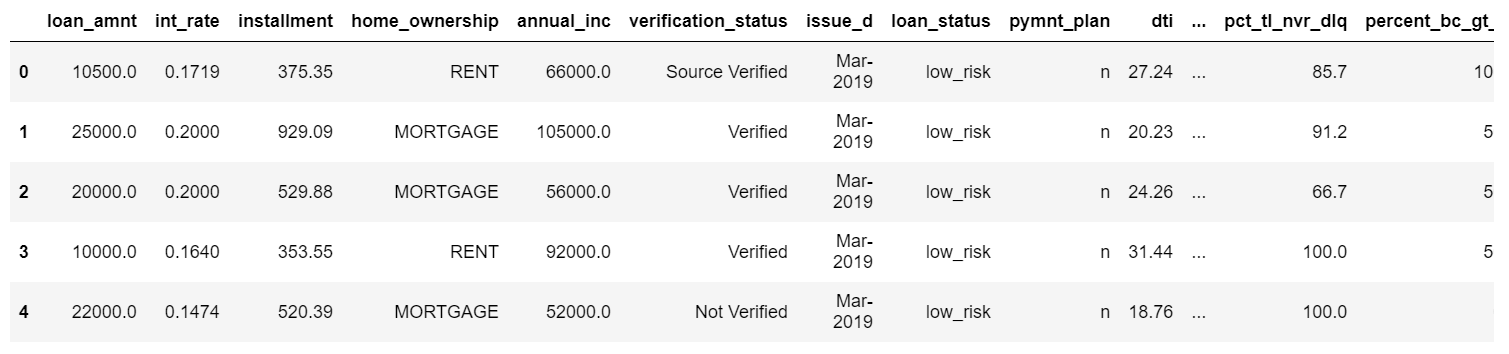 loan_amnt int_rate installment home_ownership annual_inc verification_status issue_d loan_status pymnt_plan dti ... pct_tl_nvr_dlq percent_bc_gt_
0 10500.0 0.1719 375.35 RENT 66000.0 Source Verified Mar-2019 low_risk n 27.24 ... 85.7 10
1 25000.0 0.2000 929.09 MORTGAGE 105000.0 Verified Mar-2019 low_risk n 20.23 ... 91.2 5
2 20000.0 0.2000 529.88 MORTGAGE 56000.0 Verified Mar-2019 low_risk n 24.26 ... 66.7 5
3 10000.0 0.1640 353.55 RENT 92000.0 Verified Mar-2019 low_risk n 31.44 ... 100.0 5
4 22000.0 0.1474 520.39 MORTGAGE 52000.0 Not Verified Mar-2019 low_risk n 18.76 ... 100.0